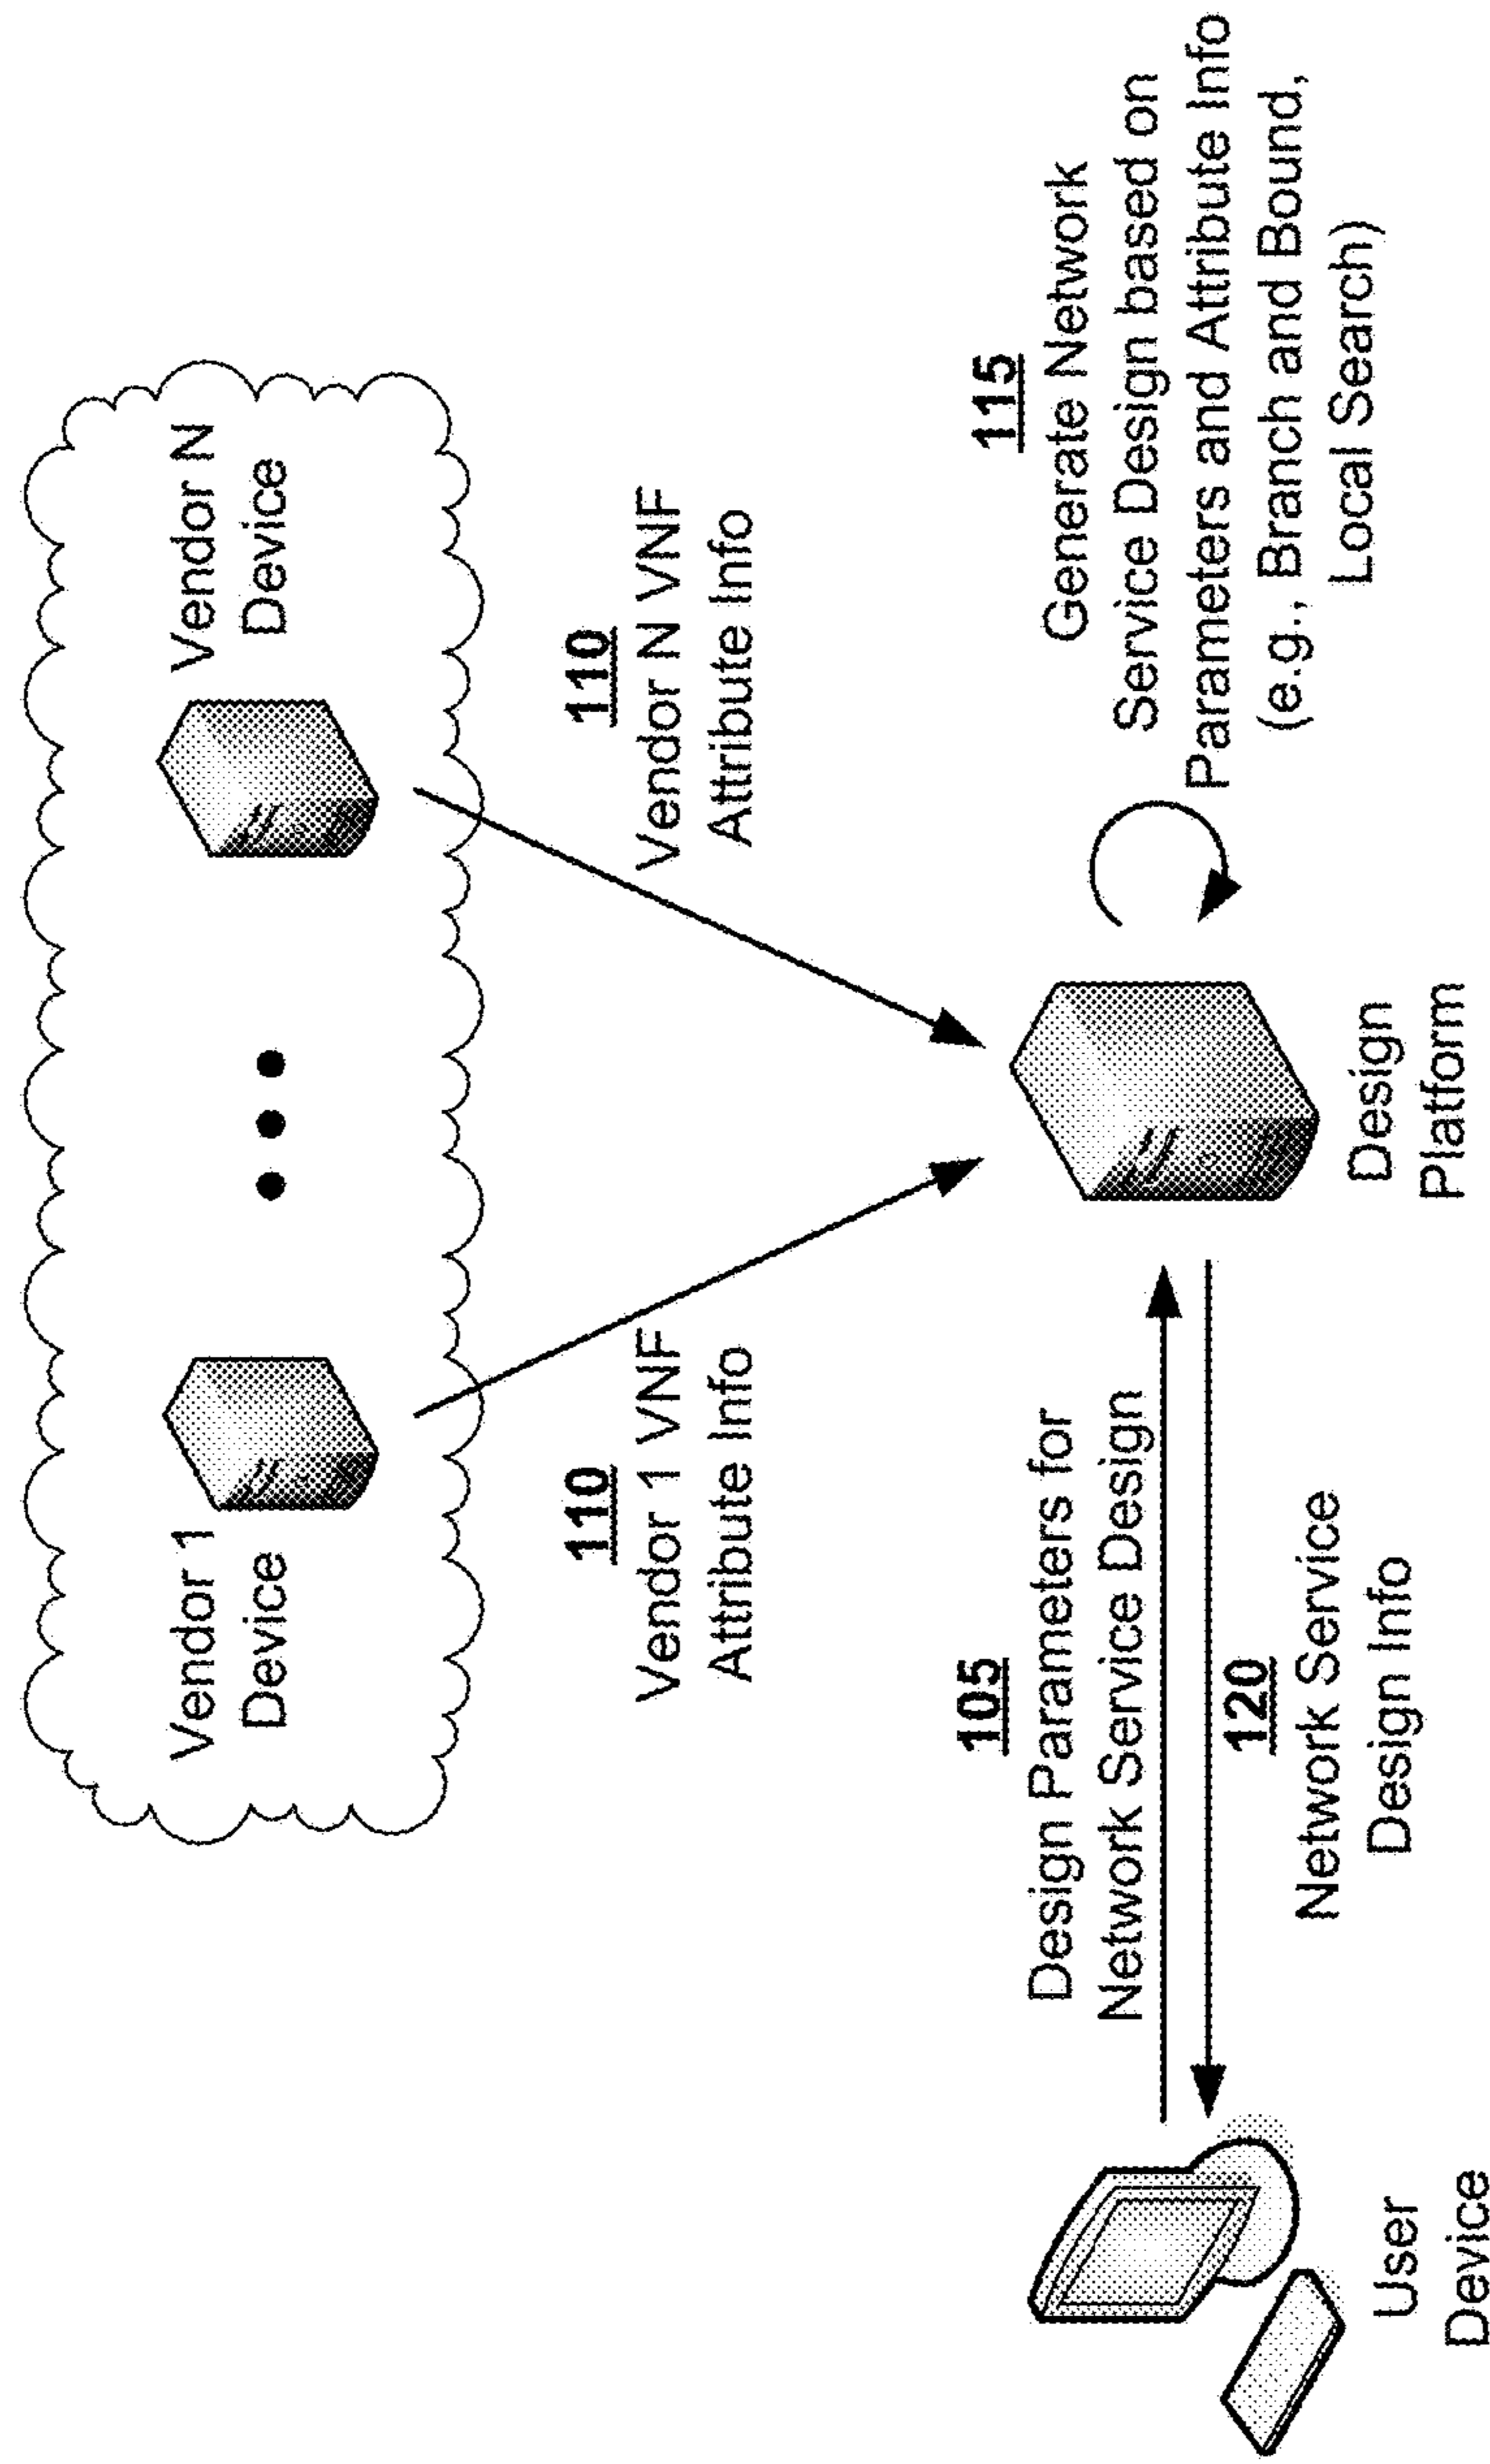 Vendor 1
Device
Vendor N
Device
110
Vendor 1 VNF
Attribute Info
110
Vendor N VNF
Attribute Info
105
Design Parameters for
Network Service Design
120
Network Service
Design Info
115
Generate Network
Service Design based on
Parameters and Attribute Info
(e.g., Branch and Bound,
Local Search)
User
Device
Design
Platform